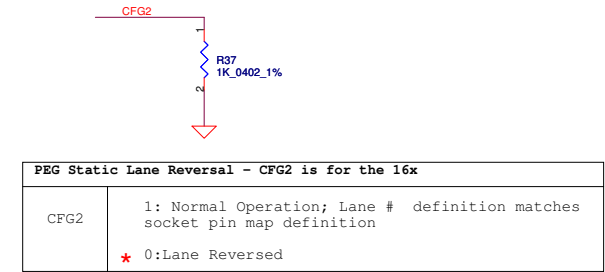 CFG2
1
R37
1K_0402_1%
2
PEG Static Lane Reversal - CFG2 is for the 16x
CFG2
1: Normal Operation; Lane # definition matches
socket pin map definition
* 0:Lane Reversed